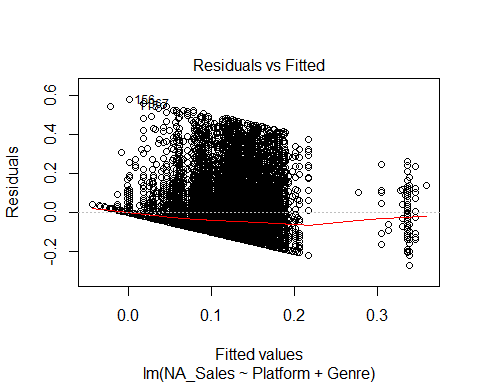 Residuals vs Fitted
Residuals
0.6
0.4
0.2
0.0
-0.2
156
0.0
0.1
0.2
0.3
Fitted values
lm(NA_Sales ~ Platform + Genre)